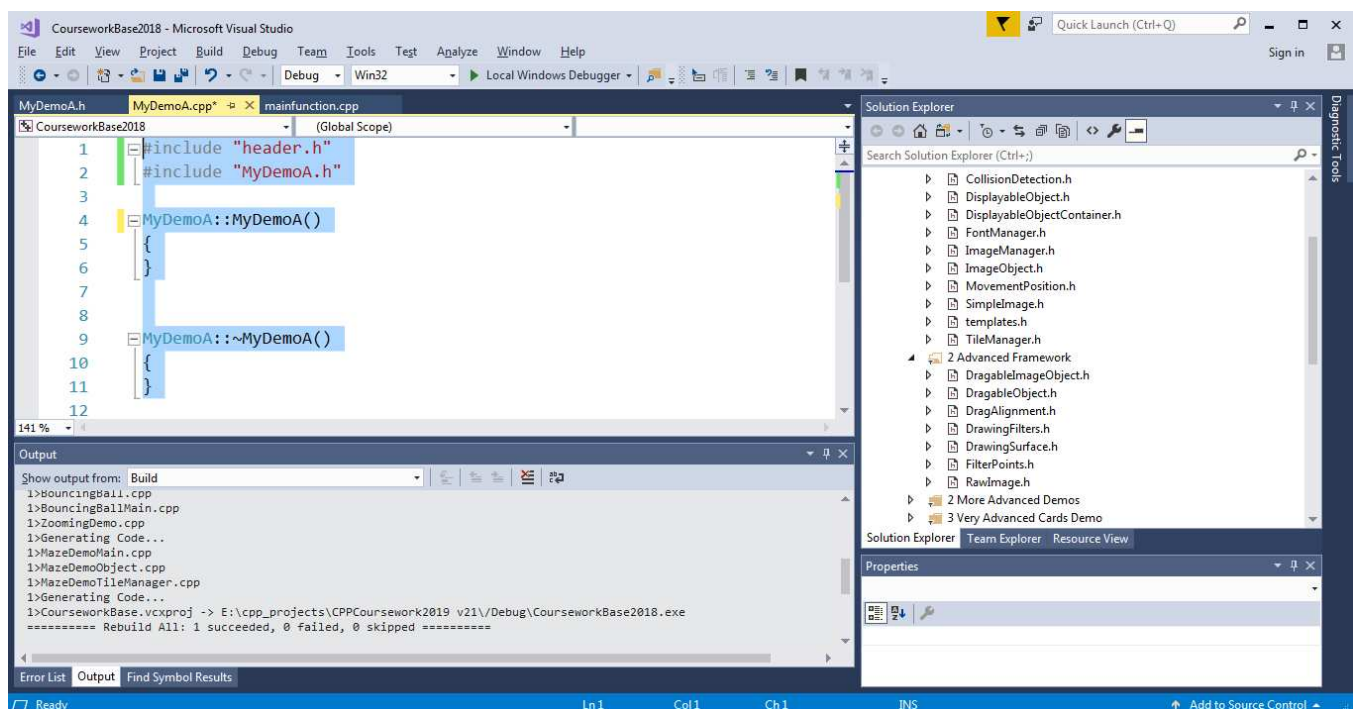 CourseworkBase2018 - Microsoft Visual Studio
Quick Launch (Ctrl+Q)
File Edit View Project Build Debug Team Tools Test Analyze Window Help
Sign in
Debug Win32 Local Windows Debugger
MyDemoA.h MyDemoA.cpp* mainfunction.cpp
CourseworkBase2018 (Global Scope)
1 #include "header.h"
2 #include "MyDemoA.h"
3
4 MyDemoA::MyDemoA()
5 {
6 }
7
8
9 MyDemoA::~MyDemoA()
10 {
11 }
12
141 %
Output
Show output from: Build
1>BouncingBall.cpp
1>BouncingBallMain.cpp
1>ZoomingDemo.cpp
1>Generating Code...
1>MazeDemoMain.cpp
1>MazeDemoObject.cpp
1>MazeDemoTileManager.cpp
1>Generating Code...
1>CourseworkBase.vcxproj -> E:\cpp_projects\CPPCoursework2019 v21\/Debug\CourseworkBase2018.exe
========== Rebuild All: 1 succeeded, 0 failed, 0 skipped ==========
Error List Output Find Symbol Results
Solution Explorer
Search Solution Explorer (Ctrl+;)
CollisionDetection.h
DisplayableObject.h
DisplayableObjectContainer.h
FontManager.h
ImageManager.h
ImageObject.h
MovementPosition.h
SimpleImage.h
templates.h
TileManager.h
2 Advanced Framework
DragableImageObject.h
DragableObject.h
DragAlignment.h
DrawingFilters.h
DrawingSurface.h
FilterPoints.h
RawImage.h
2 More Advanced Demos
3 Very Advanced Cards Demo
Solution Explorer Team Explorer Resource View
Properties
Diagnostic Tools
Ready Ln 1 Col 1 Ch 1 INS Add to Source Control